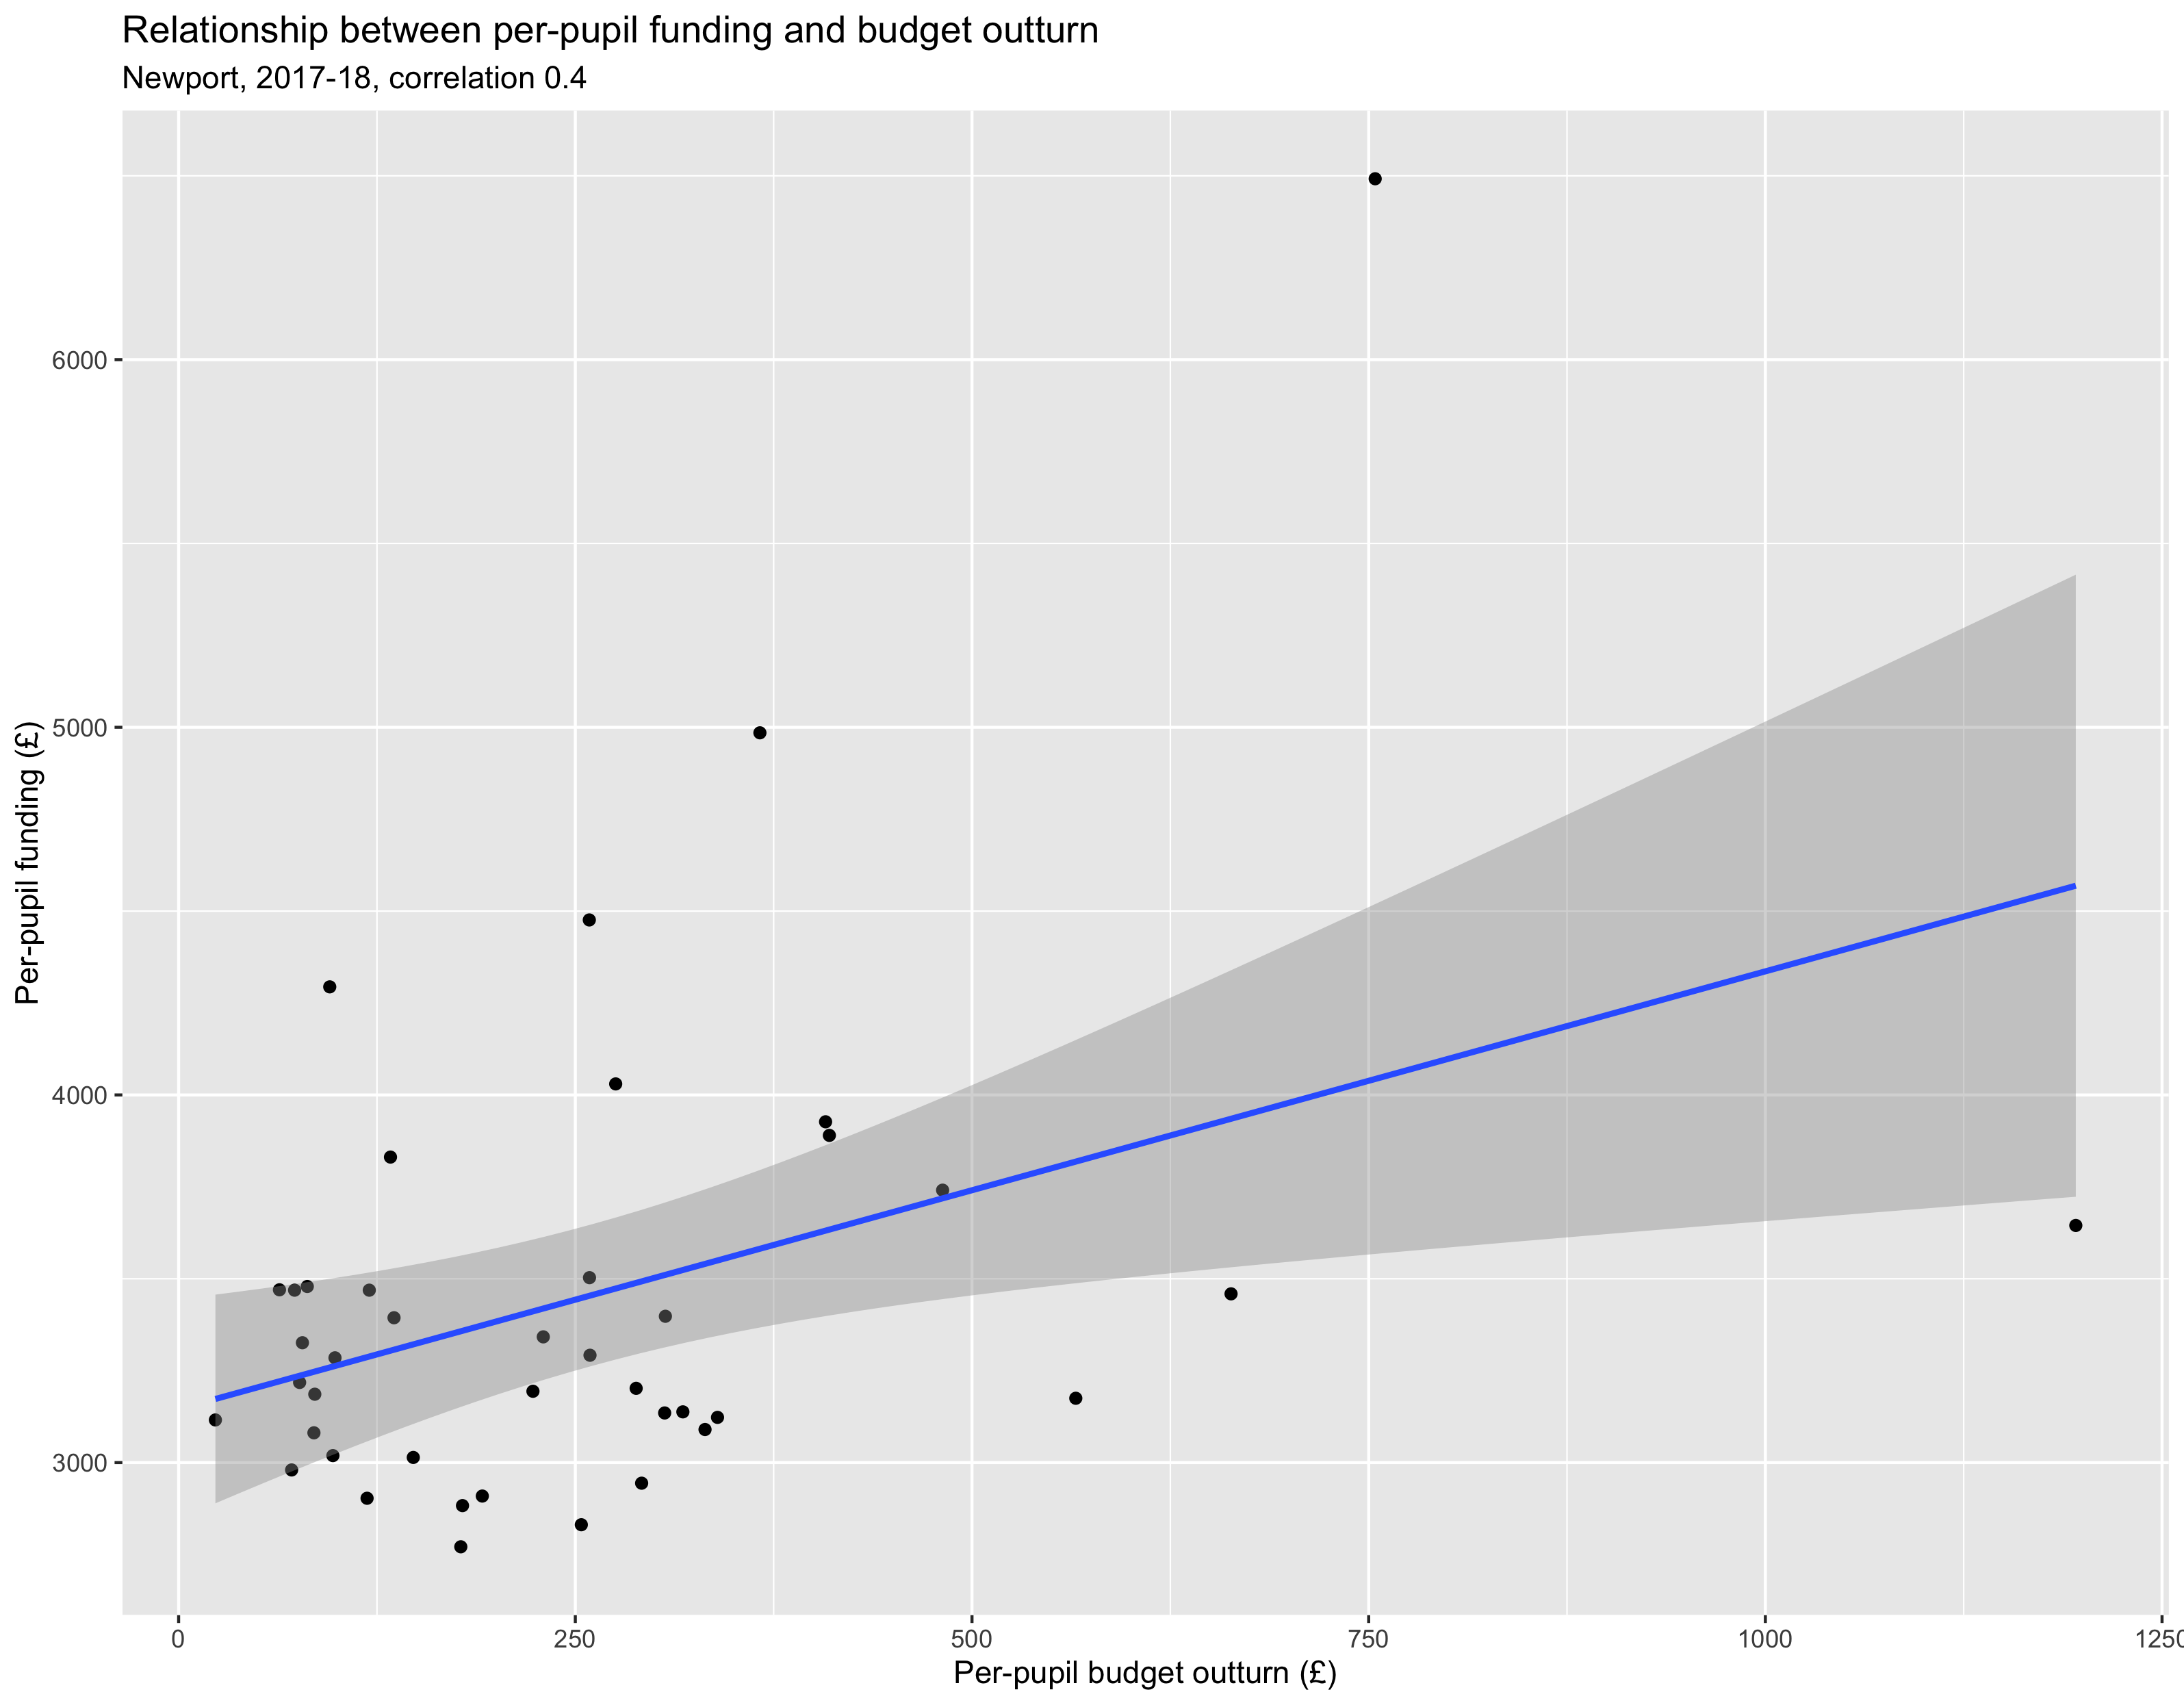 Relationship between per-pupil funding and budget outturn
Newport, 2017-18, correlation 0.4
Per-pupil funding (£)
6000
5000
4000
3000
0 250 500 750 1000 1250
Per-pupil budget outturn (£)